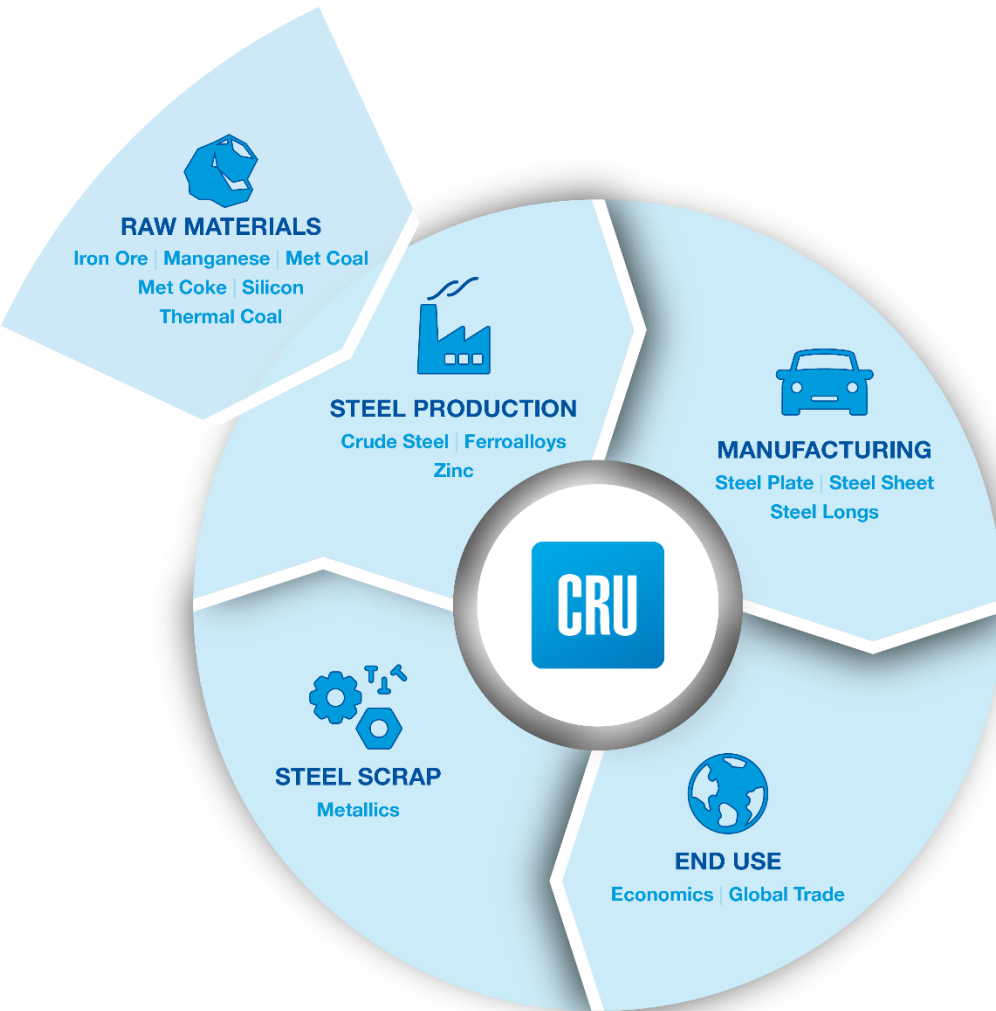 RAW MATERIALS
Iron Ore | Manganese | Met Coal
Met Coke | Silicon
Thermal Coal
STEEL PRODUCTION
Crude Steel | Ferroalloys
Zinc
MANUFACTURING
Steel Plate | Steel Sheet
Steel Longs
CRU
STEEL SCRAP
Metallics
END USE
Economics | Global Trade